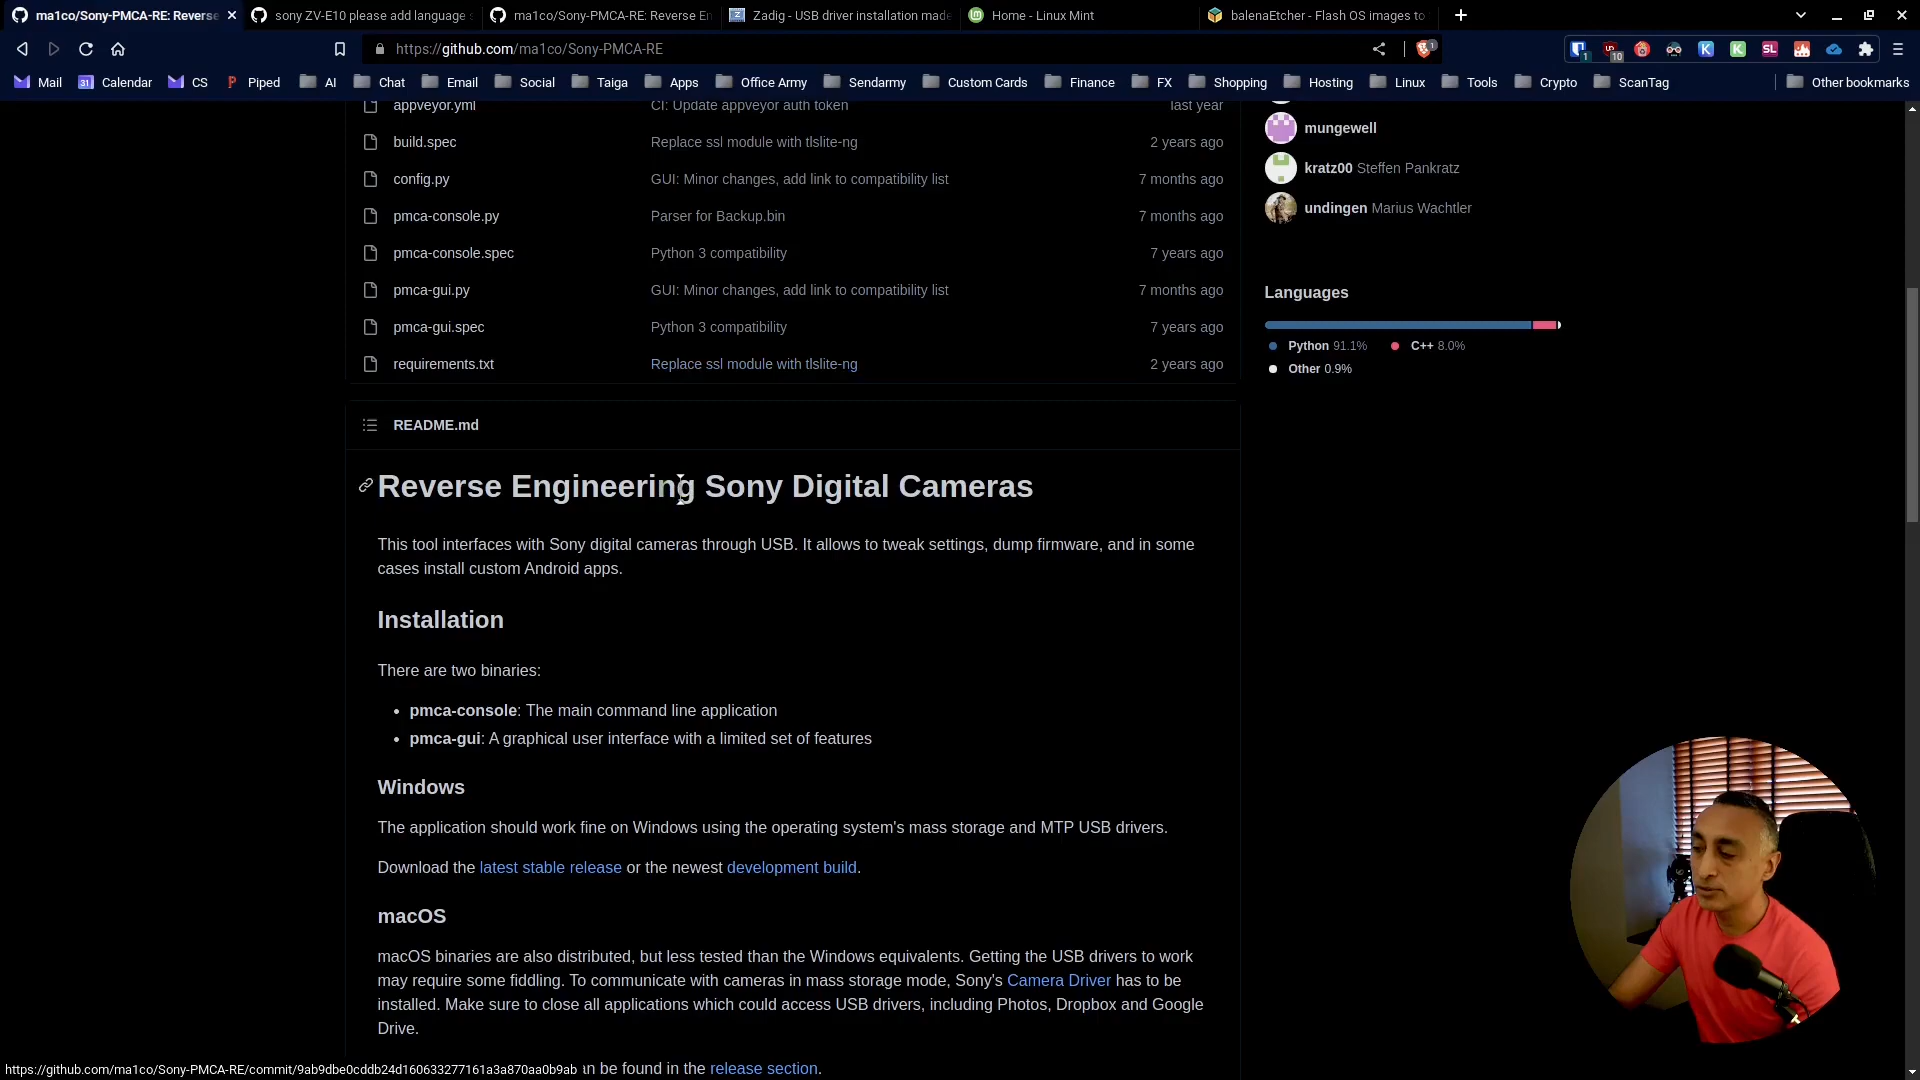 ma1co/Sony-PMCA-RE: Reverse
sony ZV-E10 please add language
ma1co/Sony-PMCA-RE: Reverse En
Zadig - USB driver installation made
Home - Linux Mint
balenaEtcher - Flash OS images to
https://github.com/ma1co/Sony-PMCA-RE
1
1
10
SL
Mail
31 Calendar
CS
Piped
AI
Chat
Email
Social
Taiga
Apps
Office Army
Sendarmy
Custom Cards
Finance
FX
Shopping
Hosting
Linux
Tools
Crypto
ScanTag
Other bookmarks
appveyor.yml CI: Update appveyor auth token last year
build.spec Replace ssl module with tlslite-ng 2 years ago
config.py GUI: Minor changes, add link to compatibility list 7 months ago
pmca-console.py Parser for Backup.bin 7 months ago
pmca-console.spec Python 3 compatibility 7 years ago
pmca-gui.py GUI: Minor changes, add link to compatibility list 7 months ago
pmca-gui.spec Python 3 compatibility 7 years ago
requirements.txt Replace ssl module with tlslite-ng 2 years ago
mungewell
kratz00 Steffen Pankratz
undingen Marius Wachtler
Languages
Python 91.1% C++ 8.0%
Other 0.9%
README.md
Reverse Engineering Sony Digital Cameras
This tool interfaces with Sony digital cameras through USB. It allows to tweak settings, dump firmware, and in some
cases install custom Android apps.
Installation
There are two binaries:
• pmca-console: The main command line application
• pmca-gui: A graphical user interface with a limited set of features
Windows
The application should work fine on Windows using the operating system's mass storage and MTP USB drivers.
Download the latest stable release or the newest development build.
macOS
macOS binaries are also distributed, but less tested than the Windows equivalents. Getting the USB drivers to work
may require some fiddling. To communicate with cameras in mass storage mode, Sony's Camera Driver has to be
installed. Make sure to close all applications which could access USB drivers, including Photos, Dropbox and Google
Drive.
https://github.com/ma1co/Sony-PMCA-RE/commit/9ab9dbe0cddb24d160633277161a3a870aa0b9ab
n be found in the release section.